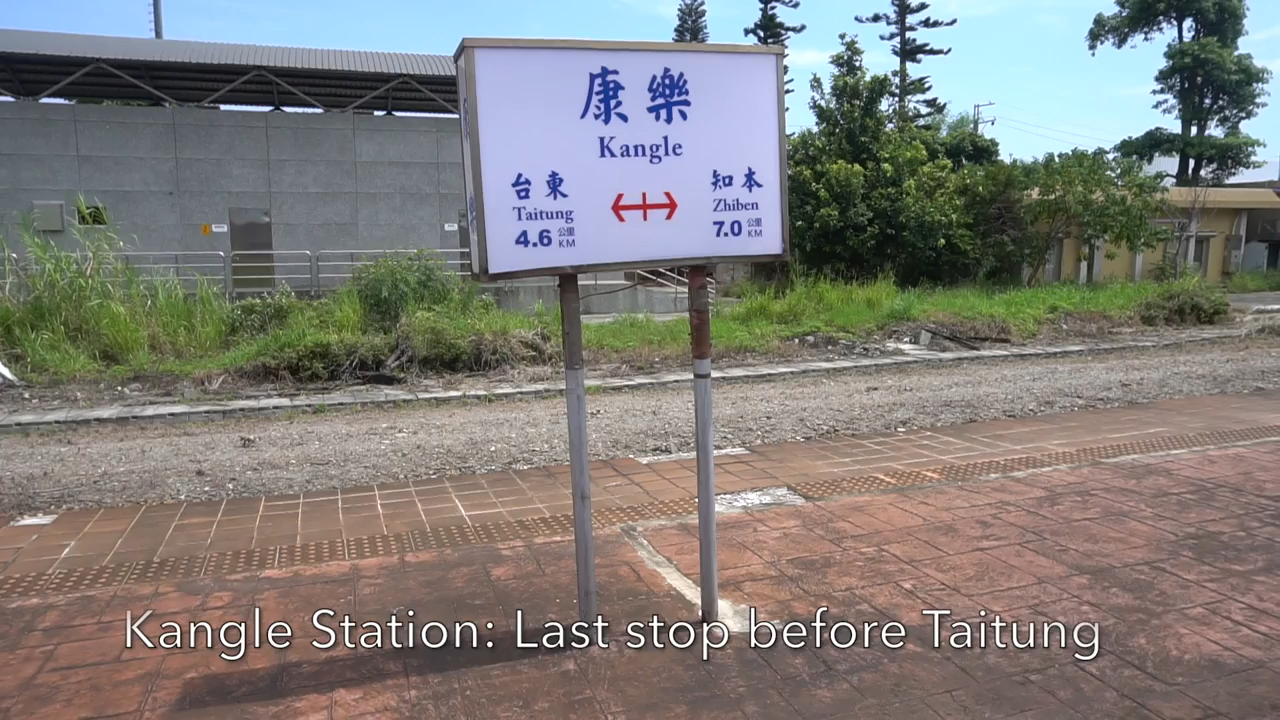 康樂
Kangle
台東
Taitung
4.6 公里 KM
知本
Zhiben
7.0 公里 KM
Kangle Station: Last stop before Taitung